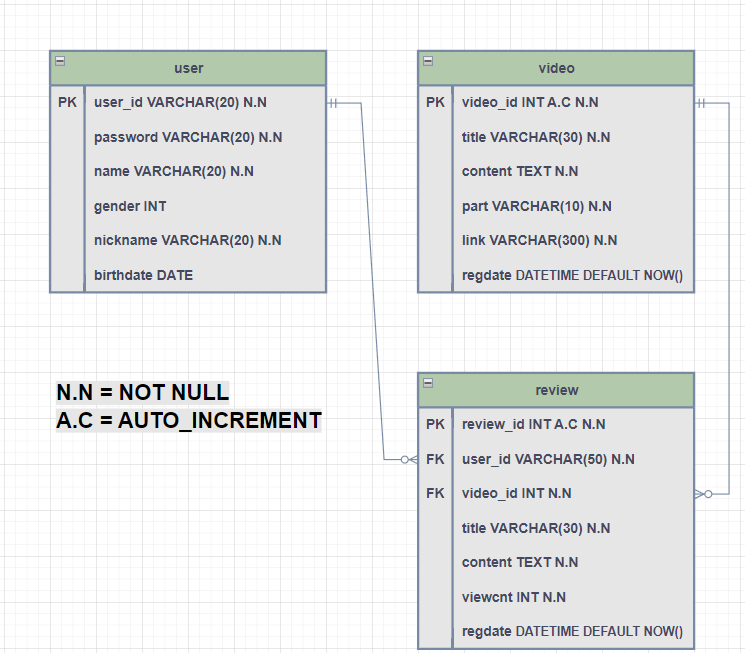 user
PK user_id VARCHAR(20) N.N
password VARCHAR(20) N.N
name VARCHAR(20) N.N
gender INT
nickname VARCHAR(20) N.N
birthdate DATE
video
PK video_id INT A.C N.N
title VARCHAR(30) N.N
content TEXT N.N
part VARCHAR(10) N.N
link VARCHAR(300) N.N
regdate DATETIME DEFAULT NOW()
N.N = NOT NULL
A.C = AUTO_INCREMENT
review
PK review_id INT A.C N.N
FK user_id VARCHAR(50) N.N
FK video_id INT N.N
title VARCHAR(30) N.N
content TEXT N.N
viewcnt INT N.N
regdate DATETIME DEFAULT NOW()